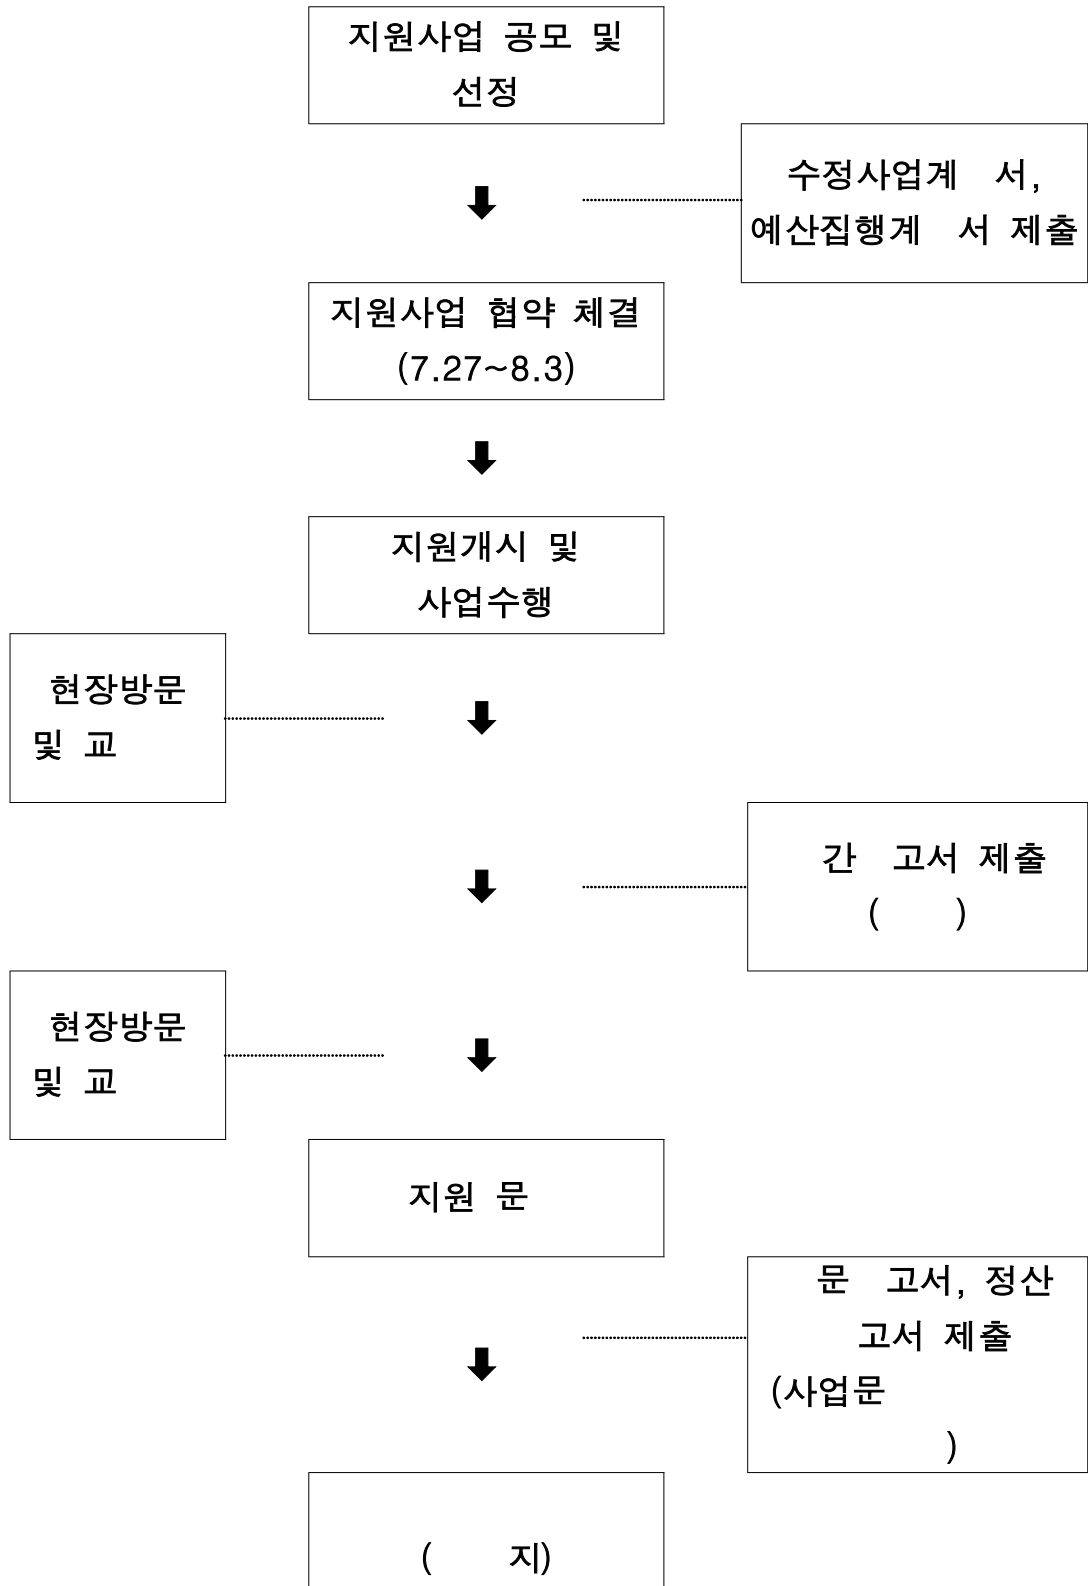 지원사업 공모 및
선정
수정사업계 서,
예산집행계 서 제출
지원사업 협약 체결
(7.27~8.3)
지원개시 및
사업수행
현장방문
및 교
간 고서 제출
( )
현장방문
및 교
지원 문
문 고서, 정산
고서 제출
(사업문
)
( 지)